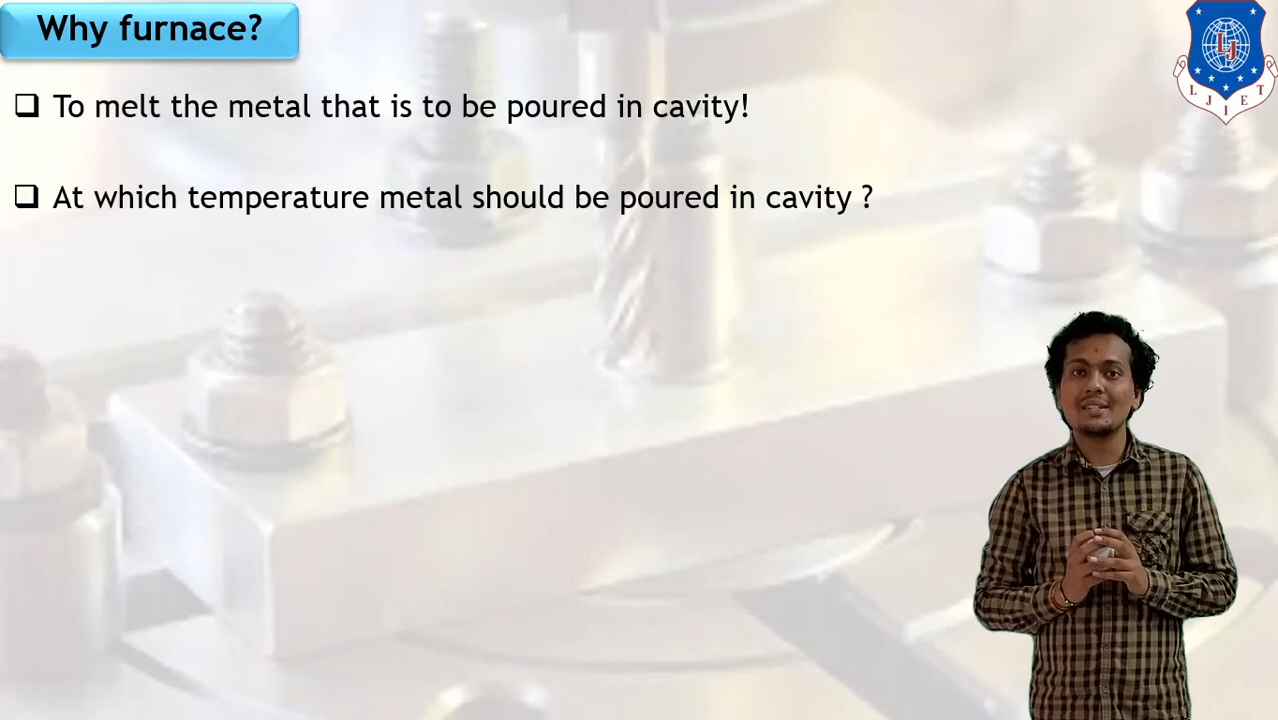 Why furnace?
To melt the metal that is to be poured in cavity!
At which temperature metal should be poured in cavity ?
LJ
L J I E T